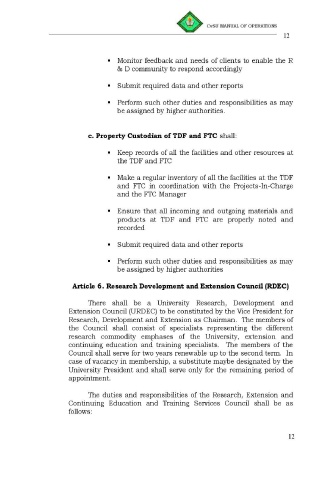 CvSU MANUAL OF OPERATIONS
12
▪ Monitor feedback and needs of clients to enable the R
& D community to respond accordingly
▪ Submit required data and other reports
▪ Perform such other duties and responsibilities as may
be assigned by higher authorities.
c. Property Custodian of TDF and FTC shall:
▪ Keep records of all the facilities and other resources at
the TDF and FTC
▪ Make a regular inventory of all the facilities at the TDF
and FTC in coordination with the Projects-In-Charge
and the FTC Manager
▪ Ensure that all incoming and outgoing materials and
products at TDF and FTC are properly noted and
recorded
▪ Submit required data and other reports
▪ Perform such other duties and responsibilities as may
be assigned by higher authorities
Article 6. Research Development and Extension Council (RDEC)
There shall be a University Research, Development and
Extension Council (URDEC) to be constituted by the Vice President for
Research, Development and Extension as Chairman. The members of
the Council shall consist of specialists representing the different
research commodity emphases of the University, extension and
continuing education and training specialists. The members of the
Council shall serve for two years renewable up to the second term. In
case of vacancy in membership, a substitute maybe designated by the
University President and shall serve only for the remaining period of
appointment.
The duties and responsibilities of the Research, Extension and
Continuing Education and Training Services Council shall be as
follows:
12